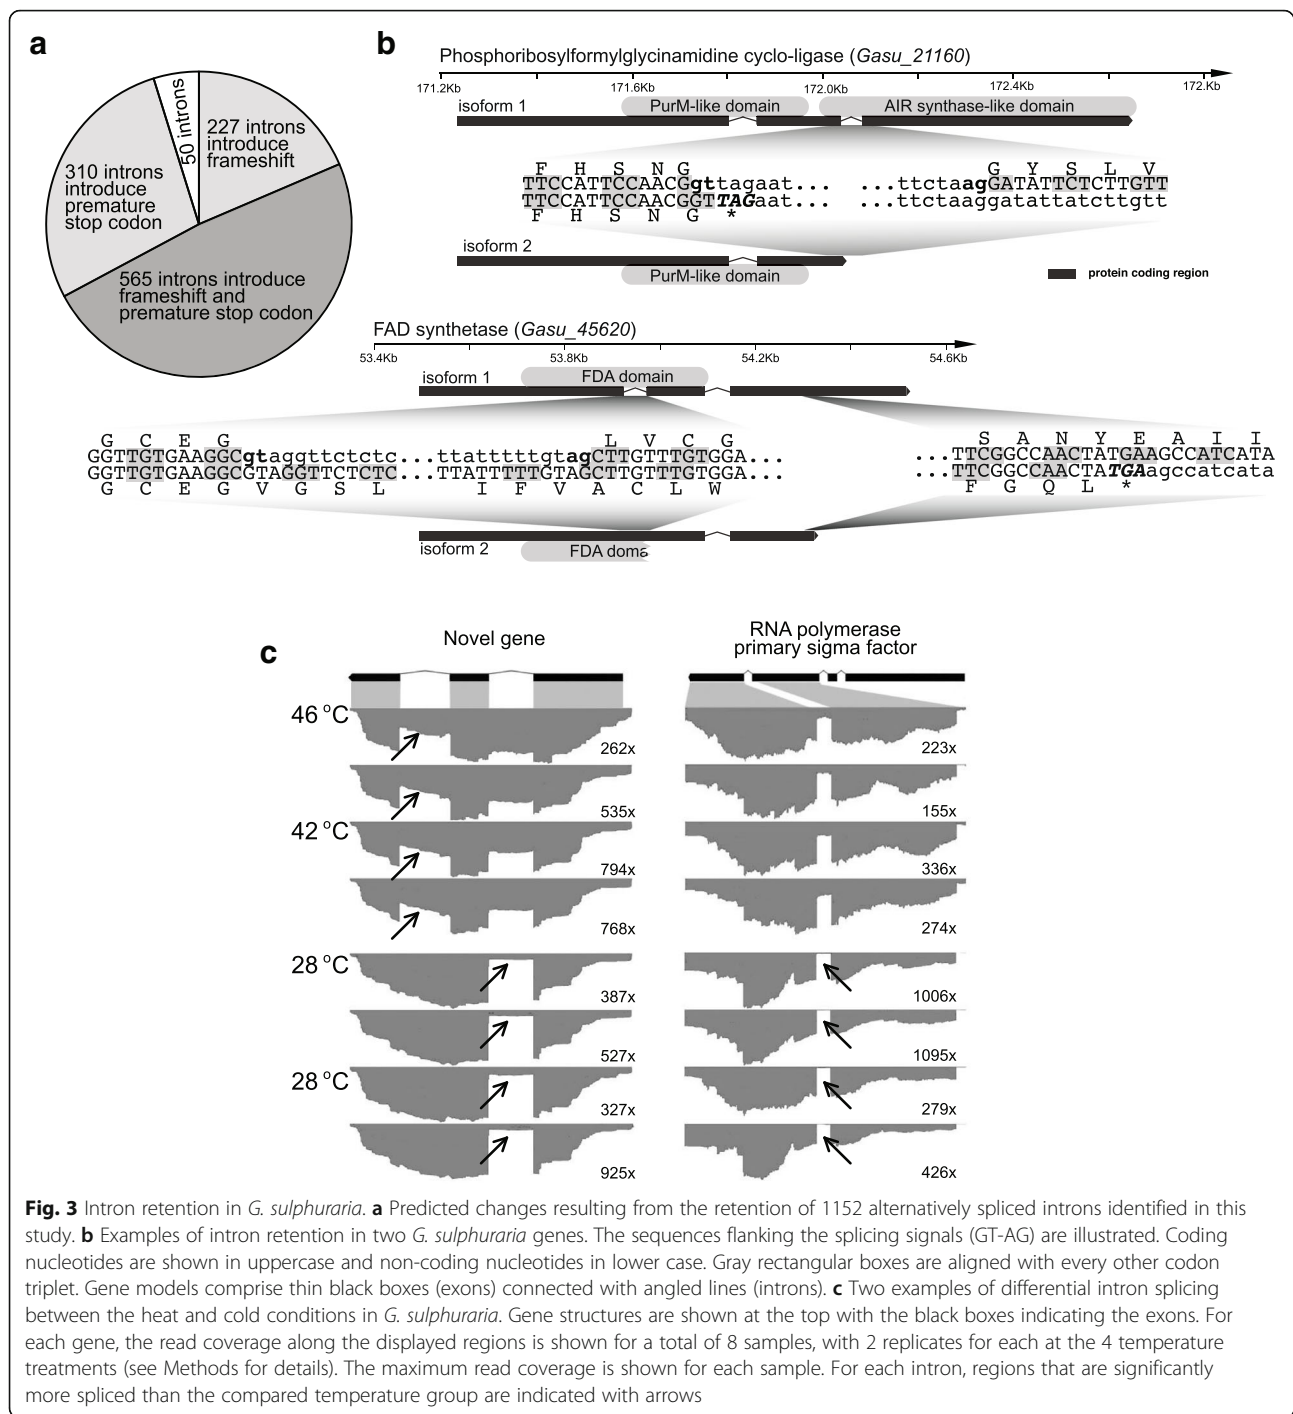 a
50 introns
227 introns
introduce
frameshift
310 introns
introduce
premature
stop codon
565 introns introduce
frameshift and
premature stop codon
b
Phosphoribosylformylglycinamidine cyclo-ligase (Gasu_21160)
171.2Kb 171.6Kb 172.0Kb 172.4Kb 172.Kb
isoform 1 PurM-like domain AIR synthase-like domain
F H S N G G Y S L V
TTCCATTCCAACGgttagaat... ...ttctaagGATATTCTCTTGTT
TTCCATTCCAACGGTTAGaat... ...ttctaaggatattatcttgtt
F H S N G *
isoform 2
PurM-like domain
protein coding region
FAD synthetase (Gasu_45620)
53.4Kb 53.8Kb 54.2Kb 54.6Kb
isoform 1 FDA domain
G C E G L V C G S A N Y E A I I
GGTTGTGAAGGCgtaggttctctc...ttatttttgtagCTTGTTTGTGGA... ...TTCGGCCAACTATGAAGCCATCATA
GGTTGTGAAGGCGTAGGTTCTCTC...TTATTTTTGTAGCTTGTTTGTGGA... ...TTCGGCCAACTATGAagccatcata
G C E G V G S L I F V A C L W F G Q L *
isoform 2 FDA doma
c
Novel gene
RNA polymerase
primary sigma factor
46 °C
262x 223x
535x 155x
42 °C
794x 336x
768x 274x
28 °C
387x 1006x
527x 1095x
28 °C
327x 279x
925x 426x
Fig. 3 Intron retention in G. sulphuraria. a Predicted changes resulting from the retention of 1152 alternatively spliced introns identified in this
study. b Examples of intron retention in two G. sulphuraria genes. The sequences flanking the splicing signals (GT-AG) are illustrated. Coding
nucleotides are shown in uppercase and non-coding nucleotides in lower case. Gray rectangular boxes are aligned with every other codon
triplet. Gene models comprise thin black boxes (exons) connected with angled lines (introns). c Two examples of differential intron splicing
between the heat and cold conditions in G. sulphuraria. Gene structures are shown at the top with the black boxes indicating the exons. For
each gene, the read coverage along the displayed regions is shown for a total of 8 samples, with 2 replicates for each at the 4 temperature
treatments (see Methods for details). The maximum read coverage is shown for each sample. For each intron, regions that are significantly
more spliced than the compared temperature group are indicated with arrows